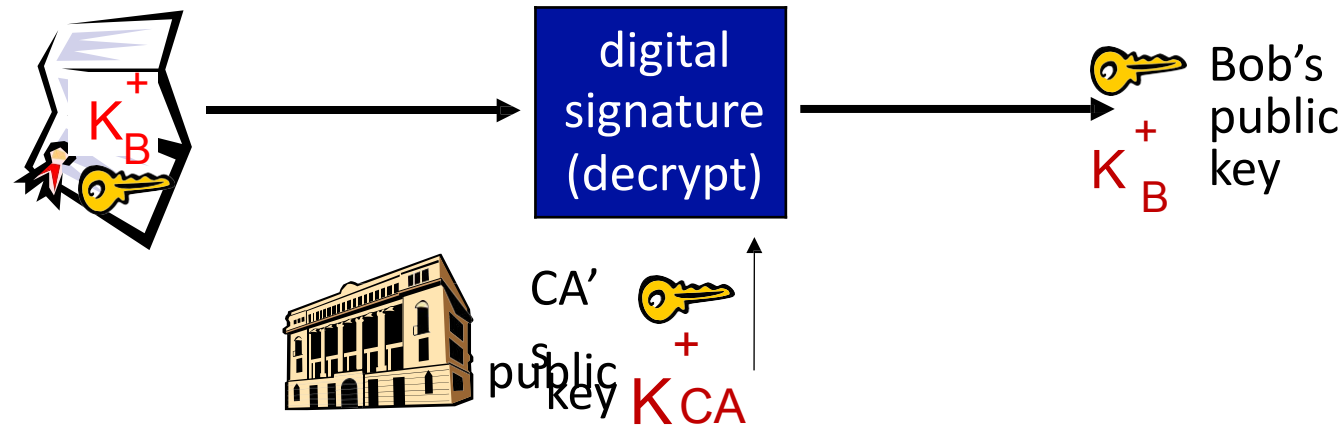 +
K
B
digital
signature
(decrypt)
+
K
B
Bob's
public
key
CA'
s
public
key
+
K CA